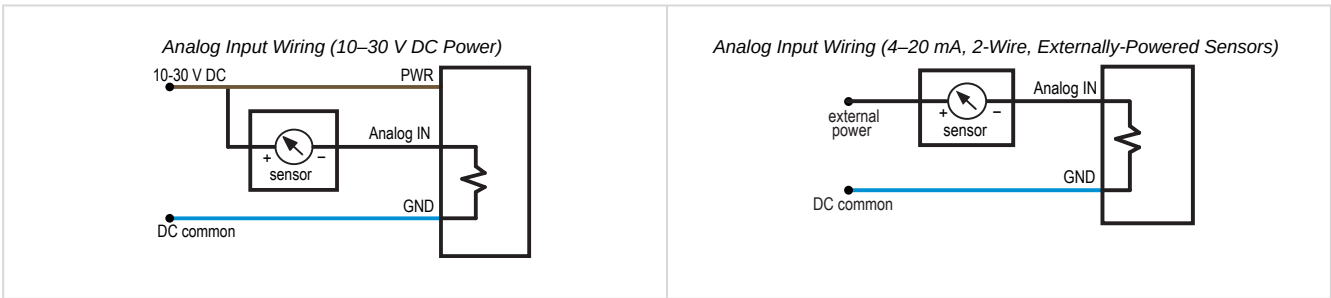 Analog Input Wiring (10–30 V DC Power)
10-30 V DC
PWR
Analog IN
+
–
sensor
GND
DC common
Analog Input Wiring (4–20 mA, 2-Wire, Externally-Powered Sensors)
Analog IN
external
power
+
–
sensor
GND
DC common